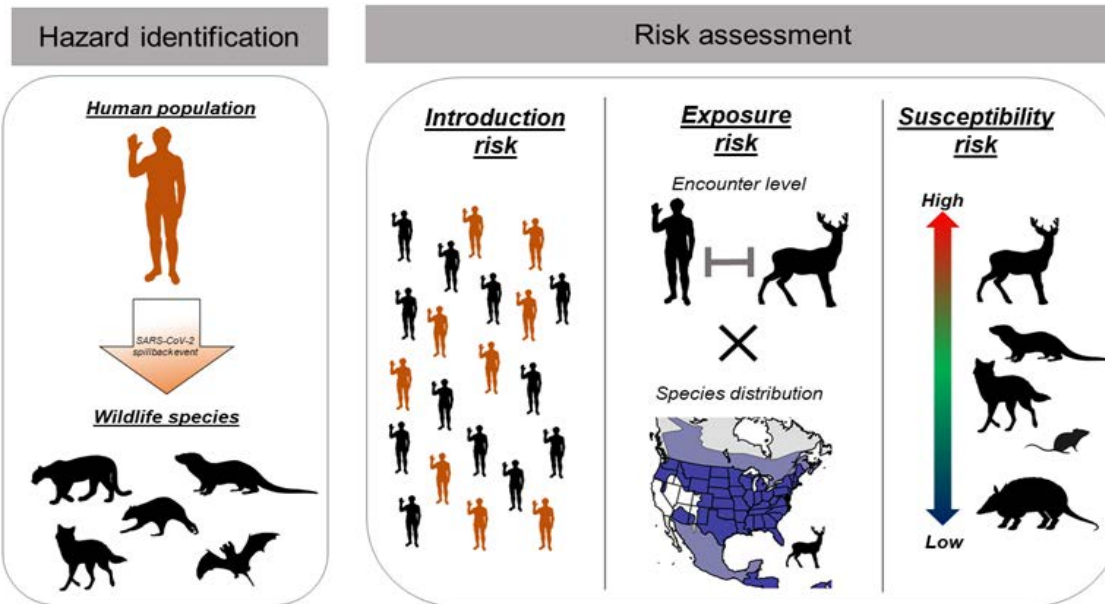 Hazard identification
Risk assessment
Human population
SARS-CoV-2
spillback event
Wildlife species
Introduction
risk
Exposure
risk
Encounter level
Species distribution
Susceptibility
risk
High
Low